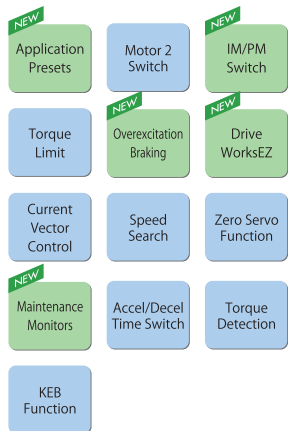 NEW
Application
Presets
Motor 2
Switch
NEW
IM/PM
Switch
Torque
Limit
NEW
Overexcitation
Braking
NEW
Drive
WorksEZ
Current
Vector
Control
Speed
Search
Zero Servo
Function
NEW
Maintenance
Monitors
Accel/Decel
Time Switch
Torque
Detection
KEB
Function